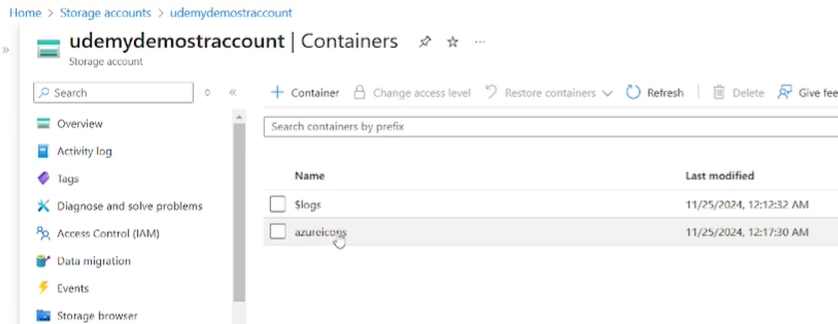 Home > Storage accounts > udemydemostraccount
» udemydemostraccount | Containers ...
Storage account
Search
«
+ Container Change access level Restore containers Refresh Delete Give fee
Search containers by prefix
Overview
Activity log
Tags
Diagnose and solve problems
Access Control (IAM)
Data migration
Events
Storage browser
Name Last modified
$logs 11/25/2024, 12:12:32 AM
azureicons 11/25/2024, 12:17:30 AM